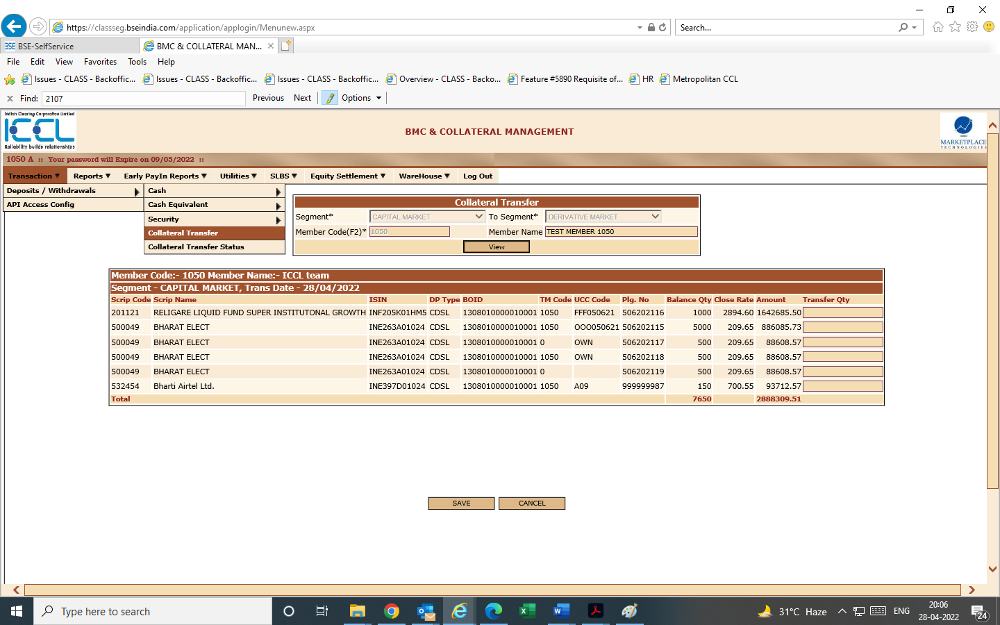 https://classseg.bseindia.com/application/applogin/Menunew.aspx Search...
BSE-SelfService BMC & COLLATERAL MAN...
File Edit View Favorites Tools Help
Issues - CLASS - Backoffic... Issues - CLASS - Backoffic... Issues - CLASS - Backoffic... Overview - CLASS - Backo... Feature #5890 Requisite of... HR Metropolitan CCL
x Find: 2107 Previous Next Options
Indian Clearing Corporation Limited
ICCL
Reliability builds relationships
BMC & COLLATERAL MANAGEMENT
MARKETPLACE
TECHNOLOGIES
1050 A :: Your password will Expire on 09/05/2022 ::
Transaction Reports Early PayIn Reports Utilities SLBS Equity Settlement WareHouse Log Out
Deposits / Withdrawals
API Access Config
Cash
Cash Equivalent
Security
Collateral Transfer
Collateral Transfer Status
Collateral Transfer
Segment* CAPITAL MARKET To Segment* DERIVATIVE MARKET
Member Code(F2)* 1050 Member Name TEST MEMBER 1050
View
Member Code:- 1050 Member Name:- ICCL team
Segment - CAPITAL MARKET, Trans Date - 28/04/2022
Scrip Code Scrip Name ISIN DP Type BOID TM Code UCC Code Plg. No Balance Qty Close Rate Amount Transfer Qty
201121 RELIGARE LIQUID FUND SUPER INSTITUTONAL GROWTH INF205K01HM5 CDSL 1308010000010001 1050 FFF050621 506202116 1000 2894.60 1642685.50
500049 BHARAT ELECT INE263A01024 CDSL 1308010000010001 1050 OOO050621 506202115 5000 209.65 886085.73
500049 BHARAT ELECT INE263A01024 CDSL 1308010000010001 0 OWN 506202117 500 209.65 88608.57
500049 BHARAT ELECT INE263A01024 CDSL 1308010000010001 1050 OWN 506202118 500 209.65 88608.57
500049 BHARAT ELECT INE263A01024 CDSL 1308010000010001 0 506202119 500 209.65 88608.57
532454 Bharti Airtel Ltd. INE397D01024 CDSL 1308010000010001 1050 A09 999999987 150 700.55 93712.57
Total 7650 2888309.51
SAVE CANCEL
Type here to search
31°C Haze ENG 20:06
28-04-2022
24